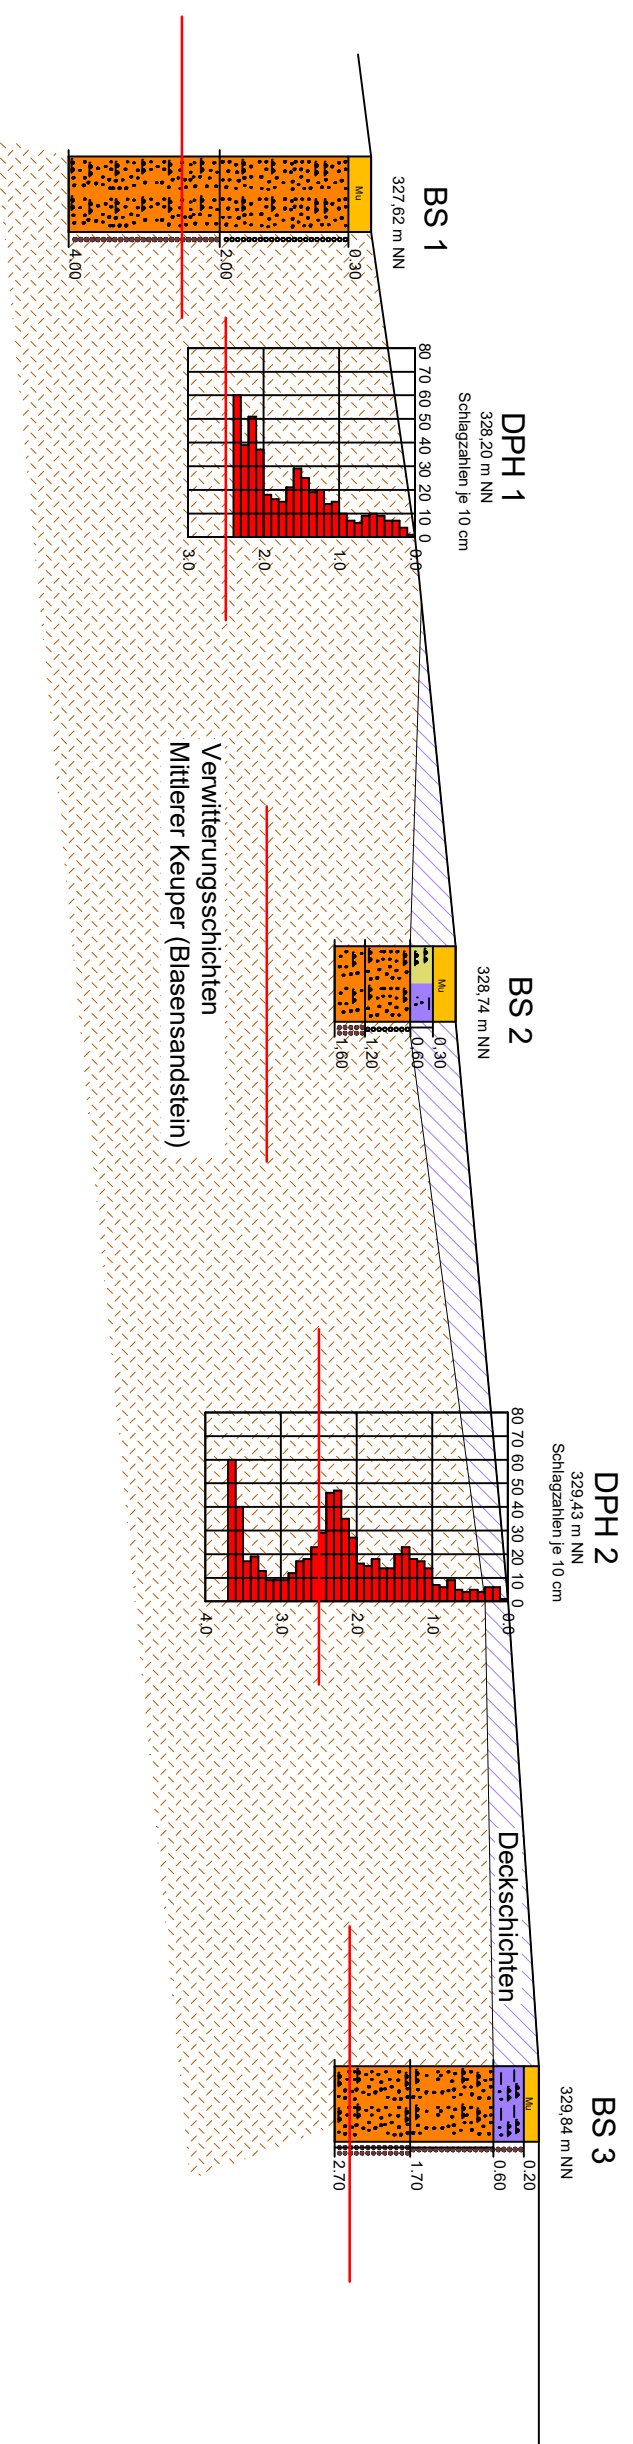 BS 1
327,62 m NN
Mu
0.30
2.00
4.00
DPH 1
328,20 m NN
Schlagzahlen je 10 cm
80 70 60 50 40 30 20 10 0
0.0
1.0
2.0
3.0
Verwitterungsschichten
Mittlerer Keuper (Blasensandstein)
BS 2
328,74 m NN
Mu
0,30
0,60
1,20
1,60
DPH 2
329,43 m NN
Schlagzahlen je 10 cm
80 70 60 50 40 30 20 10 0
0.0
1.0
2.0
3.0
4.0
Deckschichten
BS 3
329,84 m NN
Mu
0.20
0.60
1.70
2.70